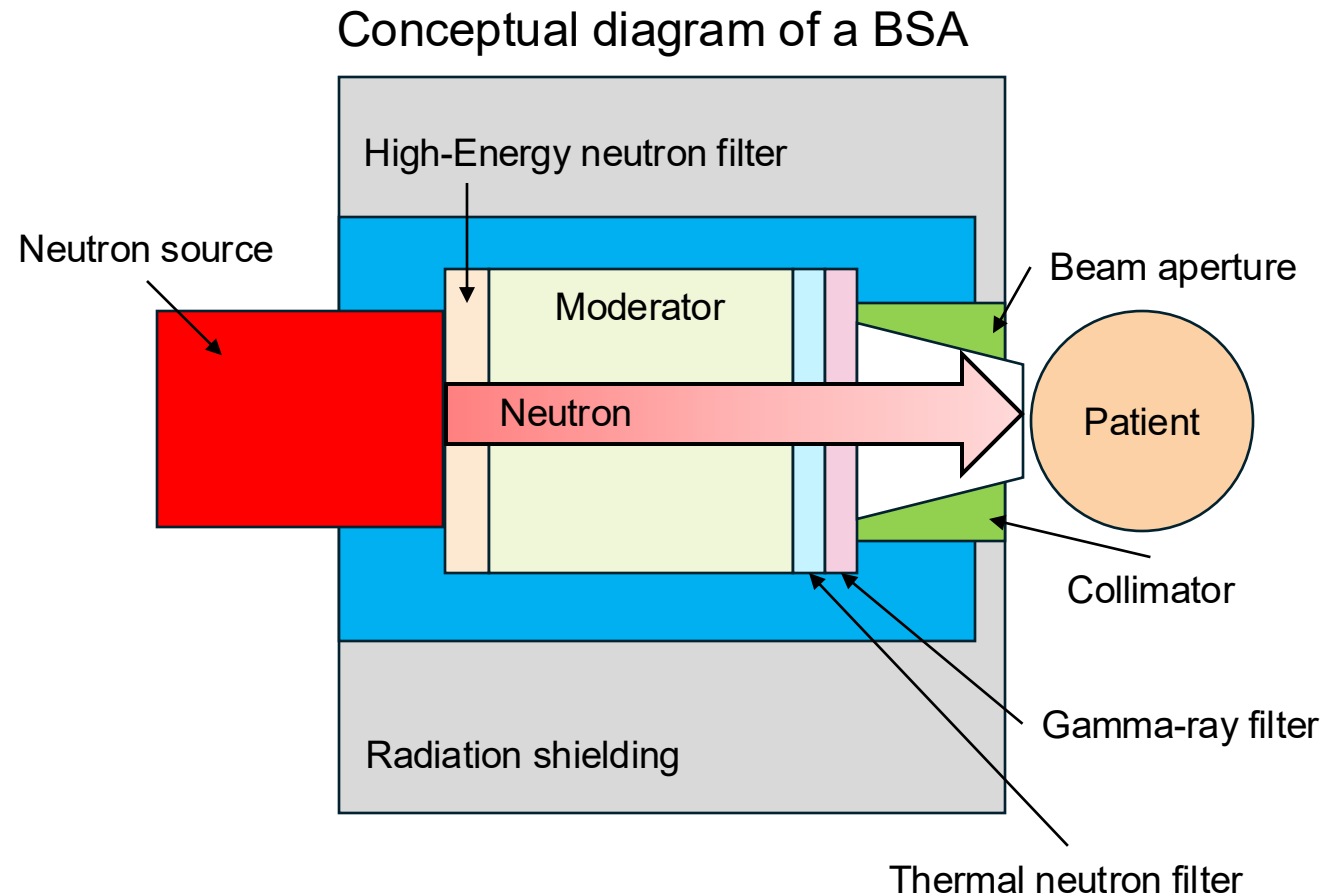 Conceptual diagram of a BSA
High-Energy neutron filter
Neutron source
Beam aperture
Moderator
Neutron
Patient
Collimator
Gamma-ray filter
Radiation shielding
Thermal neutron filter